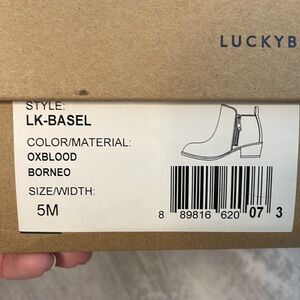 LUCKYB
STYLE:
LK-BASEL
COLOR/MATERIAL:
OXBLOOD
BORNEO
SIZE/WIDTH:
5M
8 89816 620 07 3